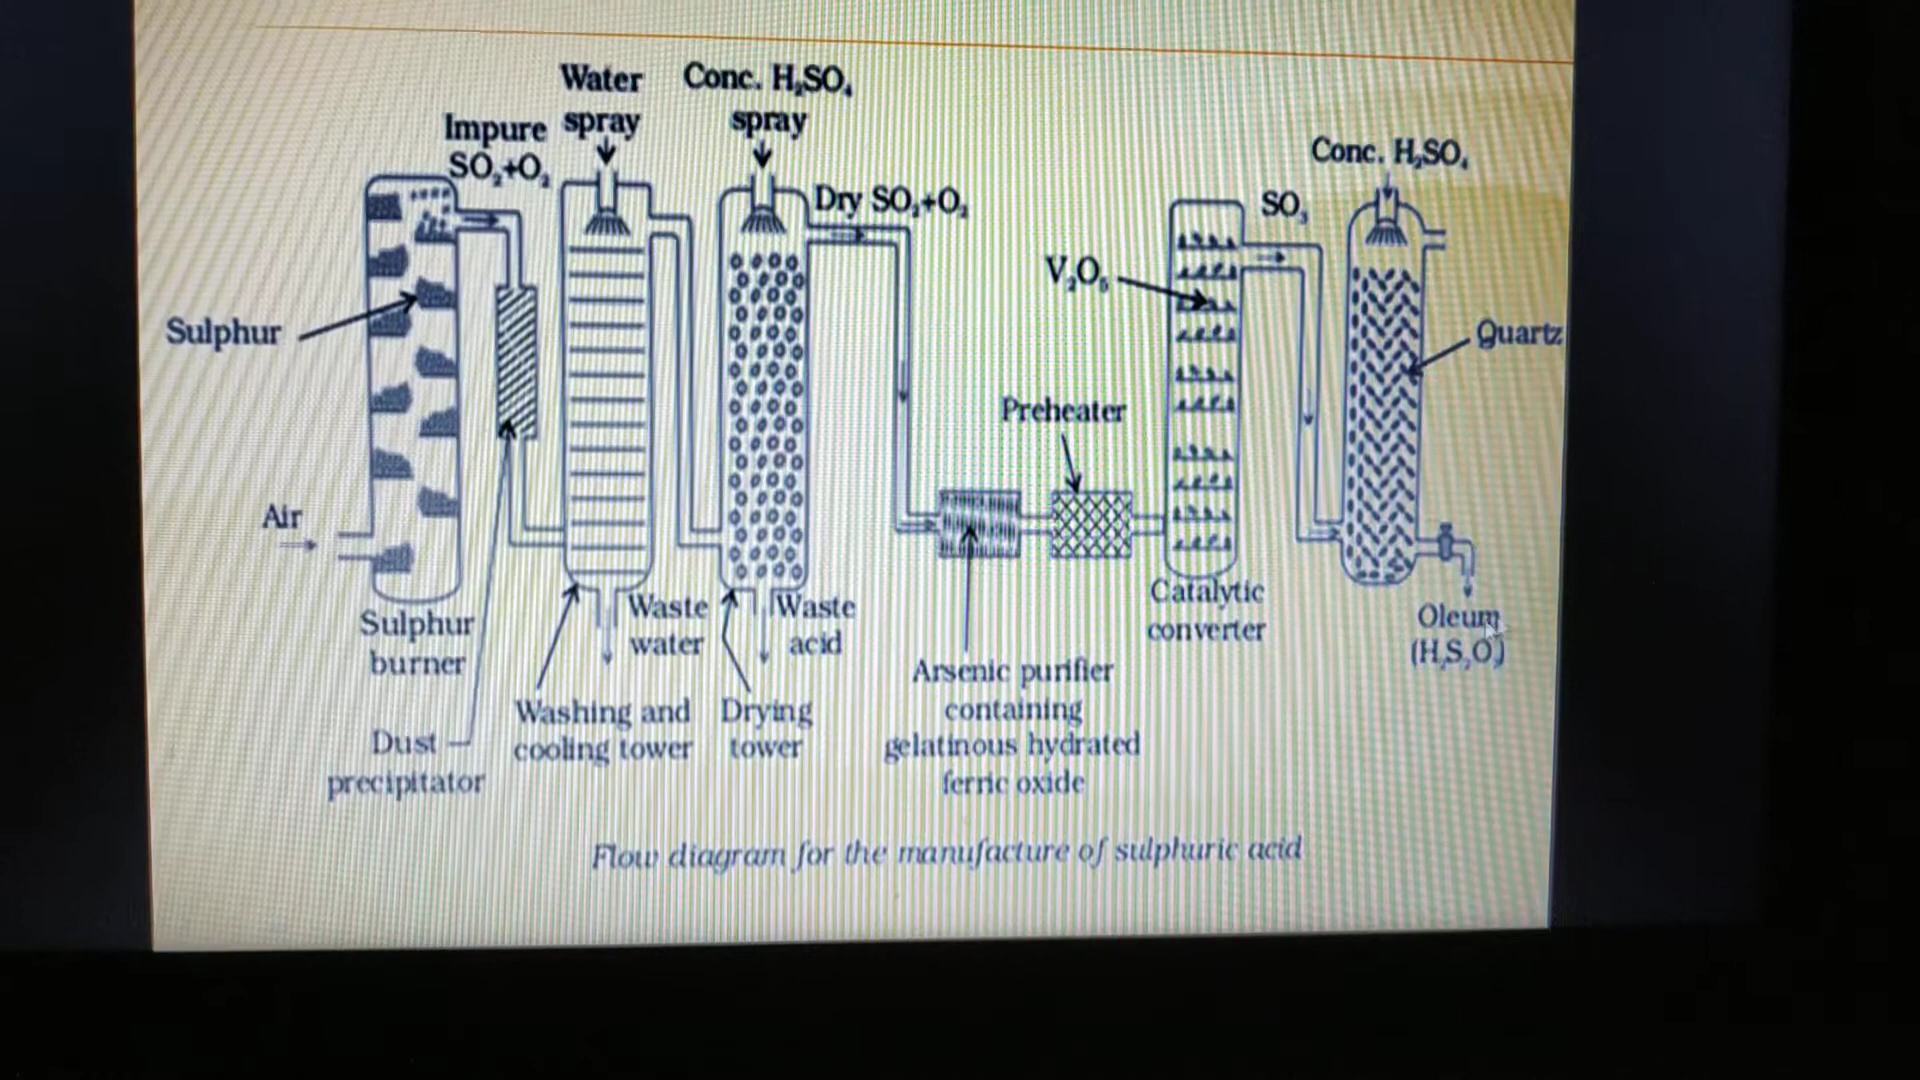 Water
spray
Conc. H₂SO₄
spray
Impure
SO₂+O₂
Dry SO₂+O₂
Conc. H₂SO₄
SO₃
V₂O₅
Sulphur
Quartz
Preheater
Air
Sulphur
burner
Waste
water
Waste
acid
Catalytic
converter
Oleum
(H₂S₂O₇)
Dust
precipitator
Washing and
cooling tower
Drying
tower
Arsenic purifier
containing
gelatinous hydrated
ferric oxide
Flow diagram for the manufacture of sulphuric acid